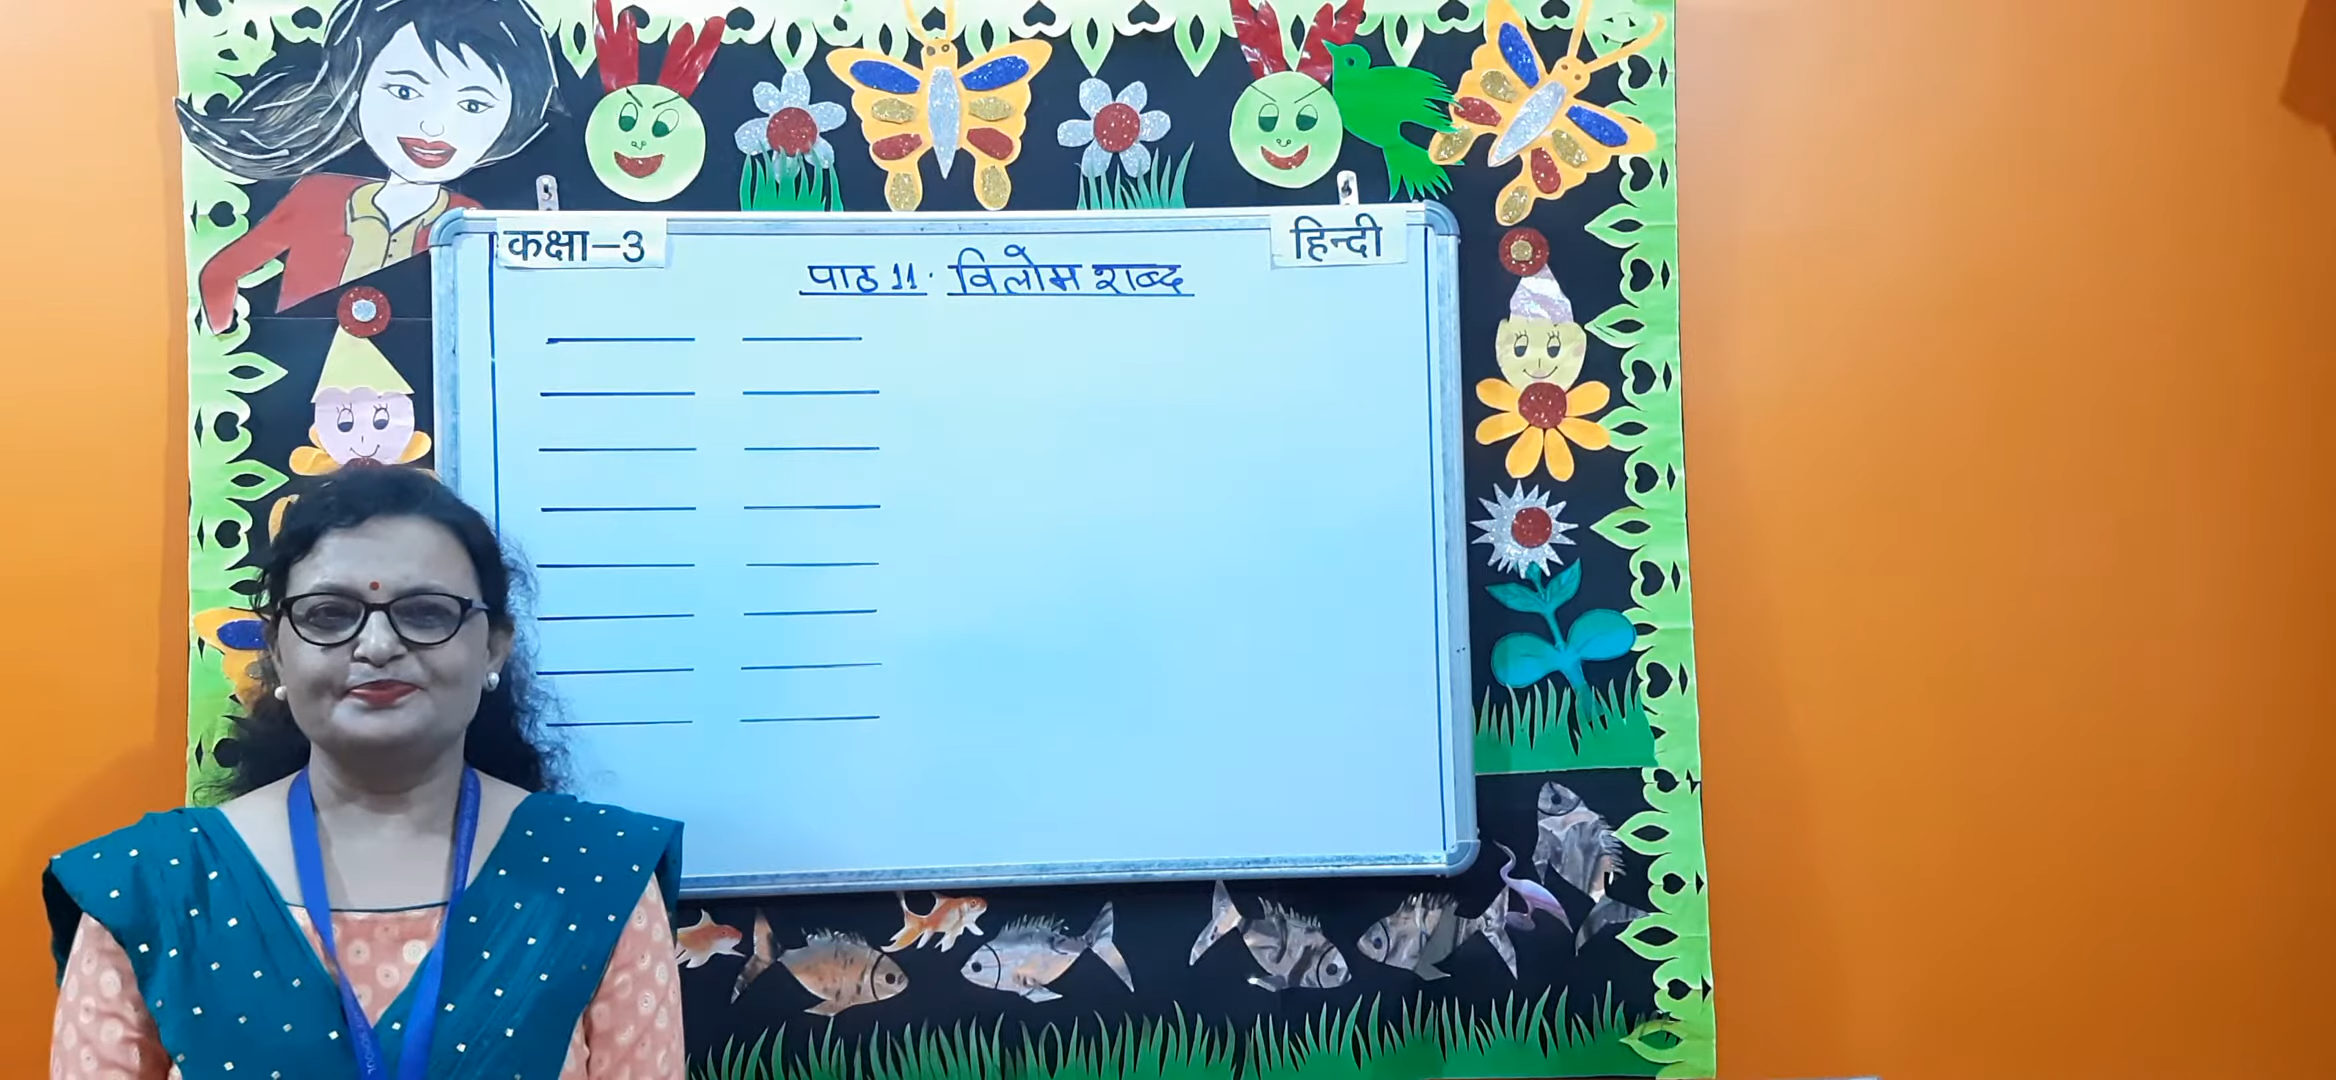 कक्षा–3
हिन्दी
पाठ 11. विलोम शब्द